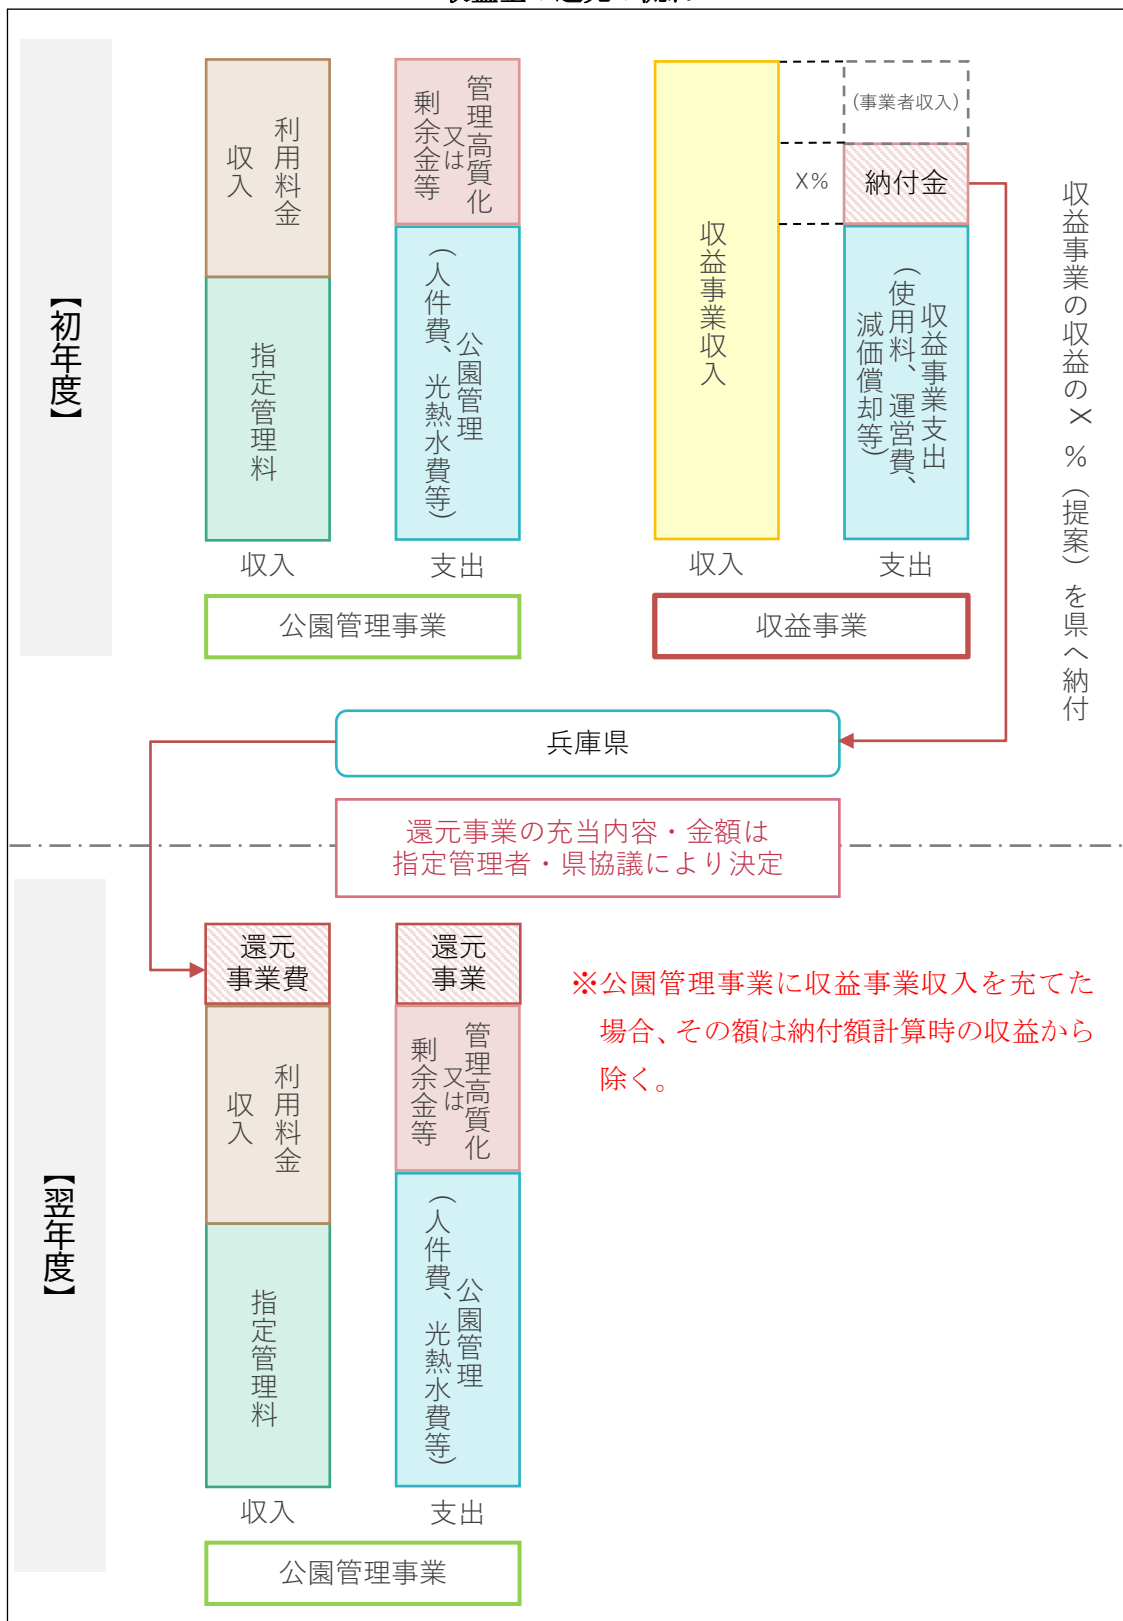 【初年度】
利用料金
収入
指定管理料
収入
管理高質化
又は
剰余金等
公園管理
(人件費、光熱水費等)
支出
公園管理事業
収益事業収入
収入
X%
(事業者収入)
納付金
収益事業支出
(使用料、運営費、
減価償却等)
支出
収益事業
収益事業の収益のX%(提案)を県へ納付
兵庫県
還元事業の充当内容・金額は
指定管理者・県協議により決定
【翌年度】
還元
事業費
利用料金
収入
指定管理料
収入
還元
事業
管理高質化
又は
剰余金等
公園管理
(人件費、光熱水費等)
支出
公園管理事業
※公園管理事業に収益事業収入を充てた
場合、その額は納付額計算時の収益から
除く。